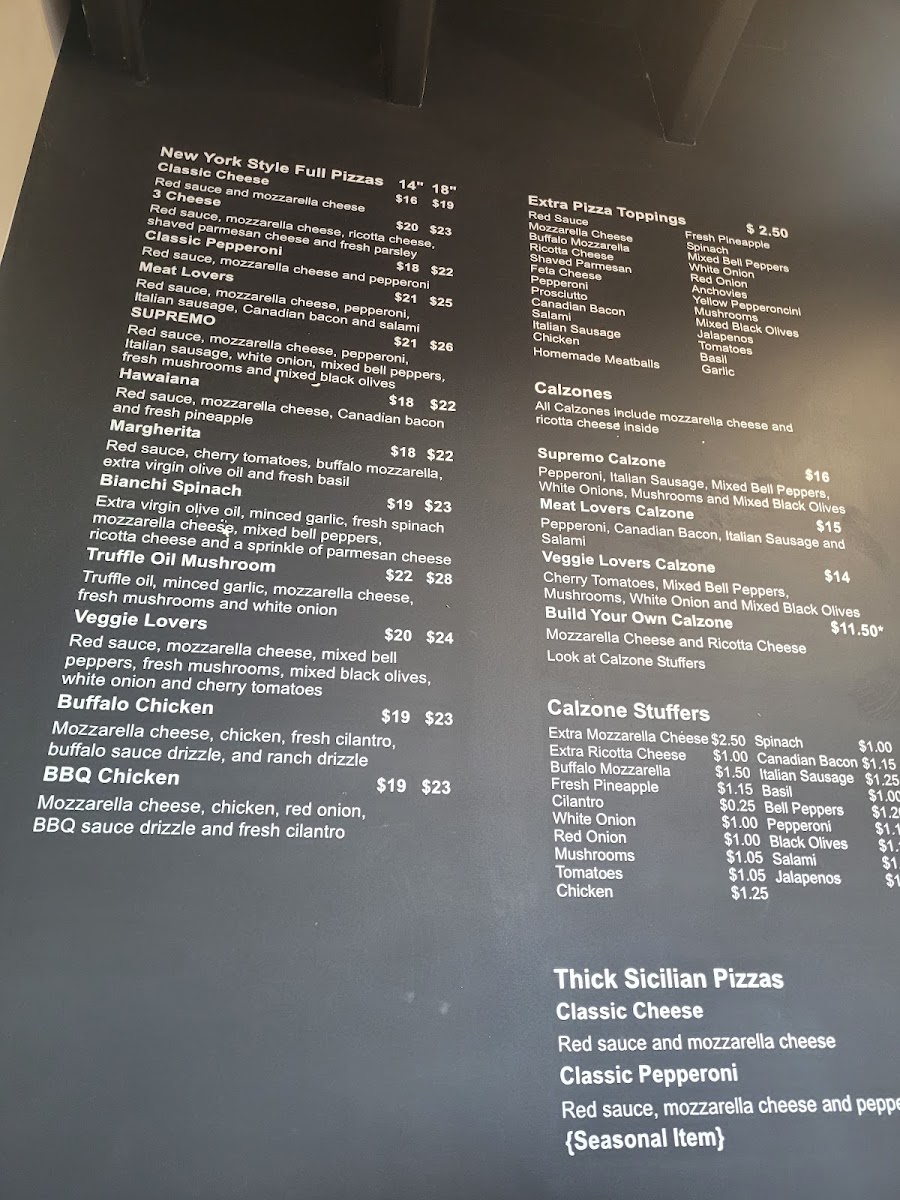 New York Style Full Pizzas 14" 18"
Classic Cheese $16 $19
Red sauce and mozzarella cheese
3 Cheese $20 $23
Red sauce, mozzarella cheese, ricotta cheese,
shaved parmesan cheese and fresh parsley
Classic Pepperoni $18 $22
Red sauce, mozzarella cheese and pepperoni
Meat Lovers $21 $25
Red sauce, mozzarella cheese, pepperoni,
Italian sausage, Canadian bacon and salami
SUPREMO $21 $26
Red sauce, mozzarella cheese, pepperoni,
Italian sausage, white onion, mixed bell peppers,
fresh mushrooms and mixed black olives
Hawaiana $18 $22
Red sauce, mozzarella cheese, Canadian bacon
and fresh pineapple
Margherita $18 $22
Red sauce, cherry tomatoes, buffalo mozzarella,
extra virgin olive oil and fresh basil
Bianchi Spinach $19 $23
Extra virgin olive oil, minced garlic, fresh spinach
mozzarella cheese, mixed bell peppers,
ricotta cheese and a sprinkle of parmesan cheese
Truffle Oil Mushroom $22 $28
Truffle oil, minced garlic, mozzarella cheese,
fresh mushrooms and white onion
Veggie Lovers $20 $24
Red sauce, mozzarella cheese, mixed bell
peppers, fresh mushrooms, mixed black olives,
white onion and cherry tomatoes
Buffalo Chicken $19 $23
Mozzarella cheese, chicken, fresh cilantro,
buffalo sauce drizzle, and ranch drizzle
BBQ Chicken $19 $23
Mozzarella cheese, chicken, red onion,
BBQ sauce drizzle and fresh cilantro
Extra Pizza Toppings $ 2.50
Red Sauce
Mozzarella Cheese
Buffalo Mozzarella
Ricotta Cheese
Shaved Parmesan
Feta Cheese
Pepperoni
Prosciutto
Canadian Bacon
Salami
Italian Sausage
Chicken
Homemade Meatballs
Fresh Pineapple
Spinach
Mixed Bell Peppers
White Onion
Red Onion
Anchovies
Yellow Pepperoncini
Mushrooms
Mixed Black Olives
Jalapenos
Tomatoes
Basil
Garlic
Calzones
All Calzones include mozzarella cheese and
ricotta cheese inside
Supremo Calzone $16
Pepperoni, Italian Sausage, Mixed Bell Peppers,
White Onions, Mushrooms and Mixed Black Olives
Meat Lovers Calzone $15
Pepperoni, Canadian Bacon, Italian Sausage and
Salami
Veggie Lovers Calzone $14
Cherry Tomatoes, Mixed Bell Peppers,
Mushrooms, White Onion and Mixed Black Olives
Build Your Own Calzone $11.50*
Mozzarella Cheese and Ricotta Cheese
Look at Calzone Stuffers
Calzone Stuffers
Extra Mozzarella Cheese $2.50 Spinach $1.00
Extra Ricotta Cheese $1.00 Canadian Bacon $1.15
Buffalo Mozzarella $1.50 Italian Sausage $1.25
Fresh Pineapple $1.15 Basil $1.00
Cilantro $0.25 Bell Peppers $1.20
White Onion $1.00 Pepperoni $1.1
Red Onion $1.00 Black Olives $1.
Mushrooms $1.05 Salami $1.
Tomatoes $1.05 Jalapenos $1
Chicken $1.25
Thick Sicilian Pizzas
Classic Cheese
Red sauce and mozzarella cheese
Classic Pepperoni
Red sauce, mozzarella cheese and peppe
{Seasonal Item}